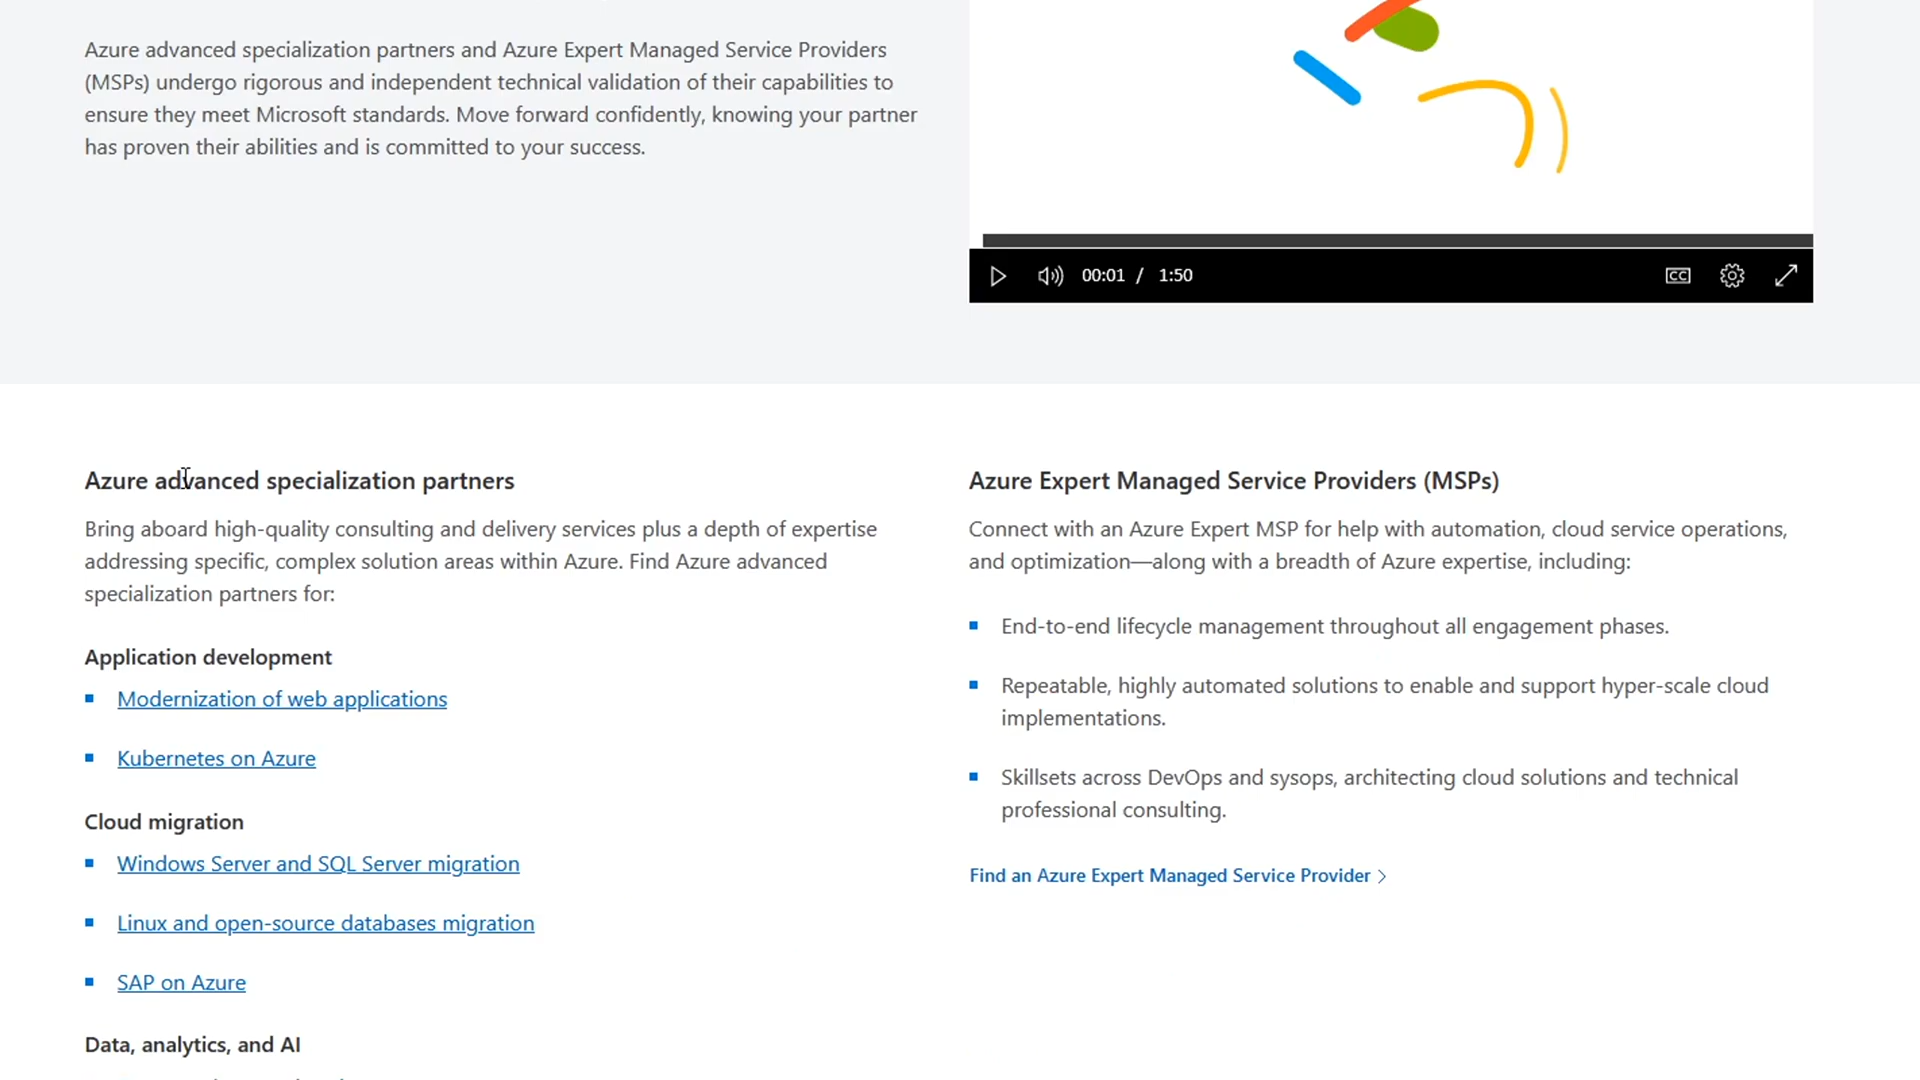 Azure advanced specialization partners and Azure Expert Managed Service Providers
(MSPs) undergo rigorous and independent technical validation of their capabilities to
ensure they meet Microsoft standards. Move forward confidently, knowing your partner
has proven their abilities and is committed to your success.
00:01 / 1:50
CC
Azure advanced specialization partners
Bring aboard high-quality consulting and delivery services plus a depth of expertise
addressing specific, complex solution areas within Azure. Find Azure advanced
specialization partners for:
Application development
Modernization of web applications
Kubernetes on Azure
Cloud migration
Windows Server and SQL Server migration
Linux and open-source databases migration
SAP on Azure
Data, analytics, and AI
Azure Expert Managed Service Providers (MSPs)
Connect with an Azure Expert MSP for help with automation, cloud service operations,
and optimization—along with a breadth of Azure expertise, including:
End-to-end lifecycle management throughout all engagement phases.
Repeatable, highly automated solutions to enable and support hyper-scale cloud
implementations.
Skillsets across DevOps and sysops, architecting cloud solutions and technical
professional consulting.
Find an Azure Expert Managed Service Provider >